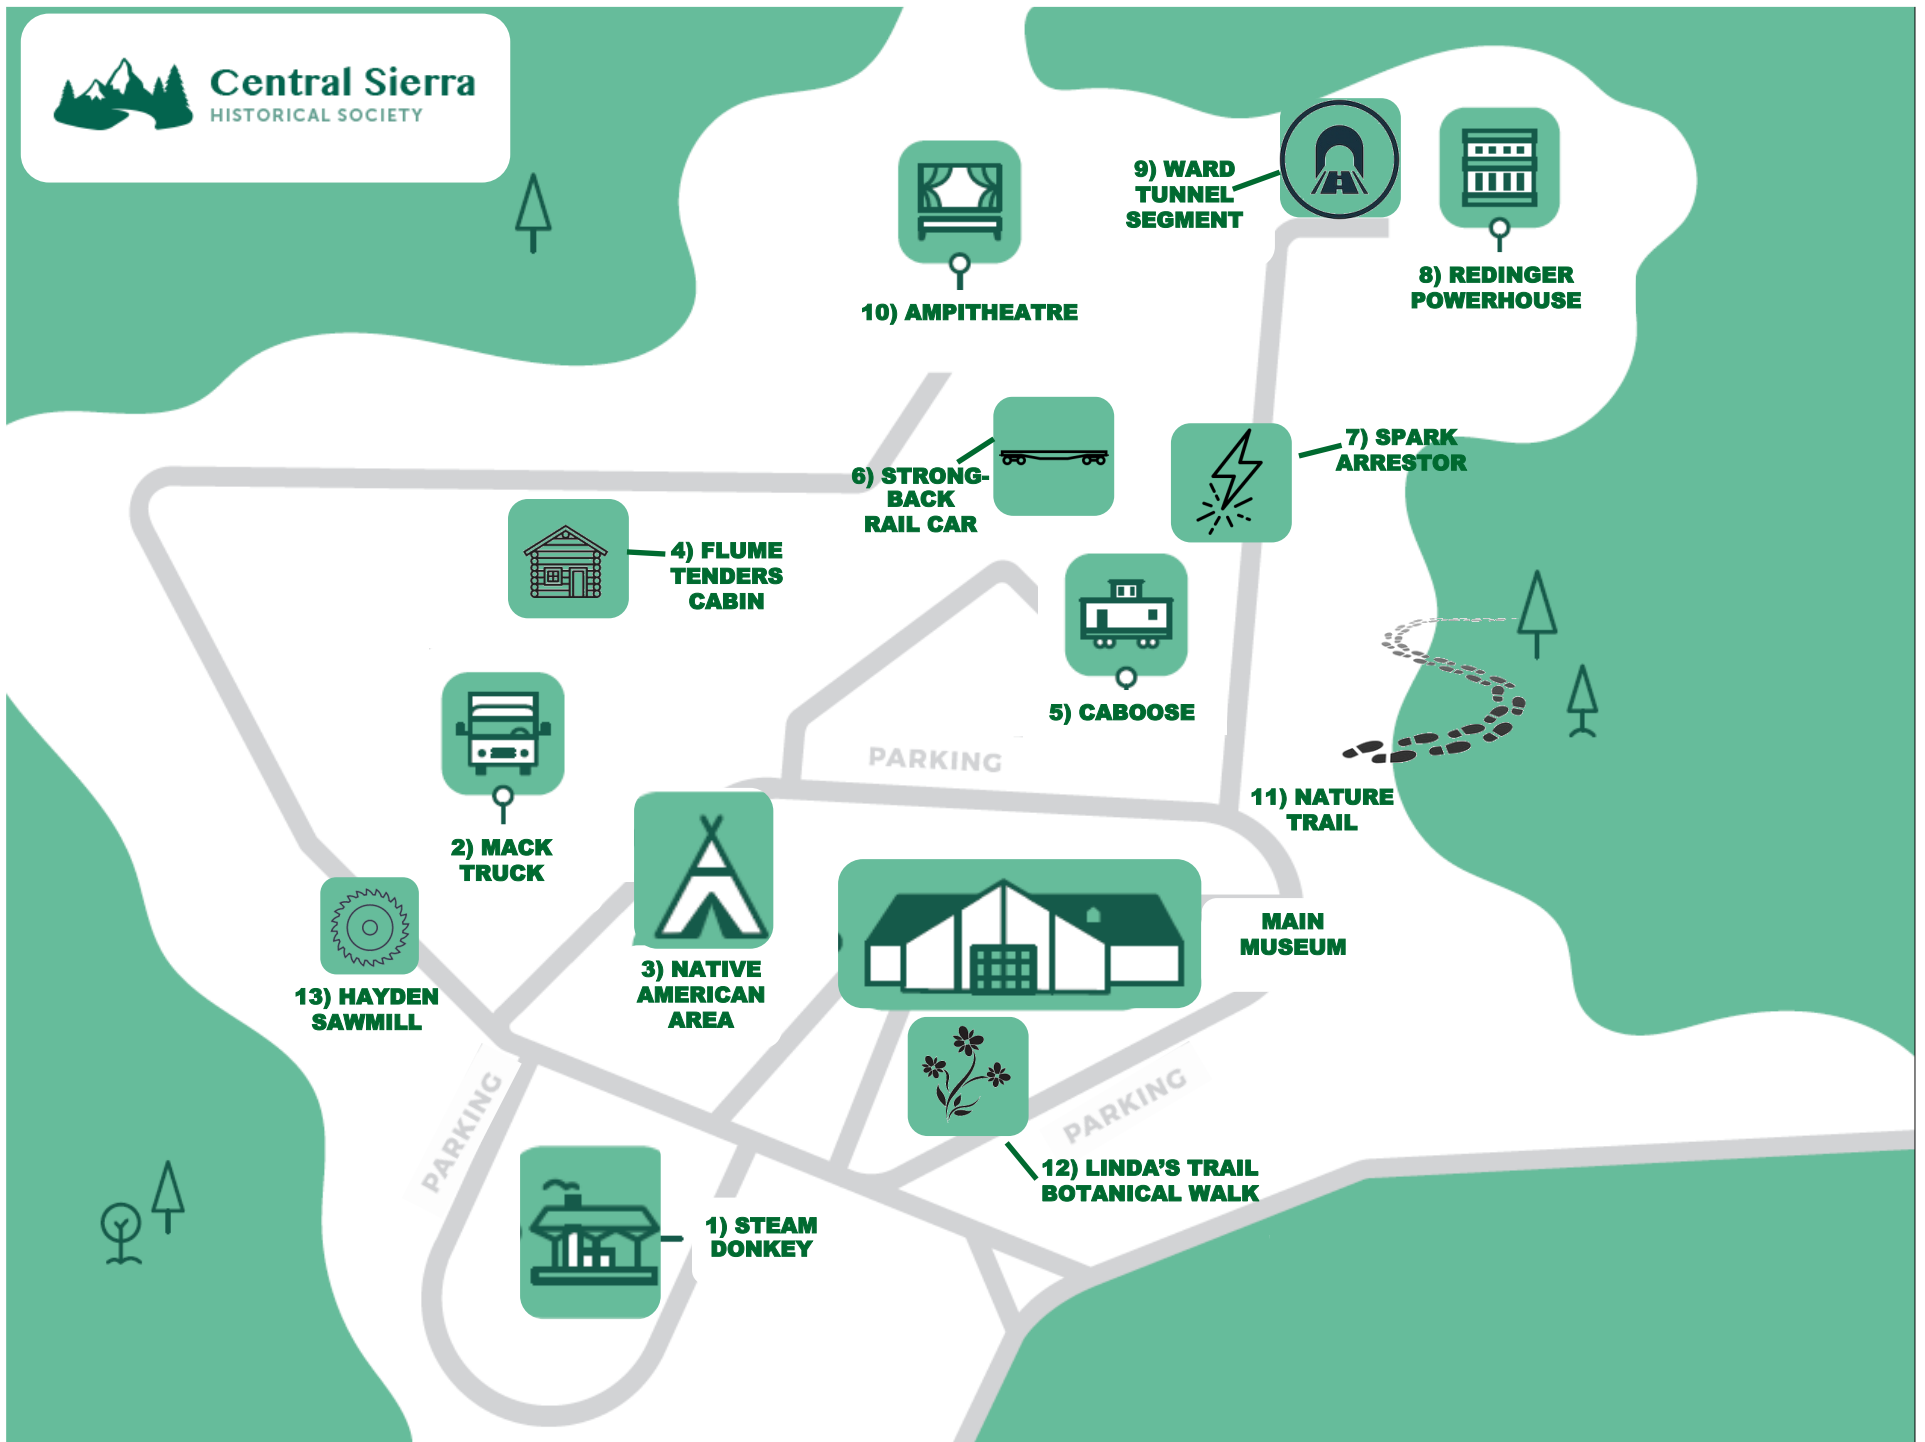 Central Sierra
HISTORICAL SOCIETY
9) WARD
TUNNEL
SEGMENT
8) REDINGER
POWERHOUSE
10) AMPITHEATRE
7) SPARK
ARRESTOR
6) STRONG-
BACK
RAIL CAR
4) FLUME
TENDERS
CABIN
5) CABOOSE
PARKING
11) NATURE
TRAIL
2) MACK
TRUCK
MAIN
MUSEUM
3) NATIVE
AMERICAN
AREA
13) HAYDEN
SAWMILL
PARKING
PARKING
12) LINDA'S TRAIL
BOTANICAL WALK
1) STEAM
DONKEY